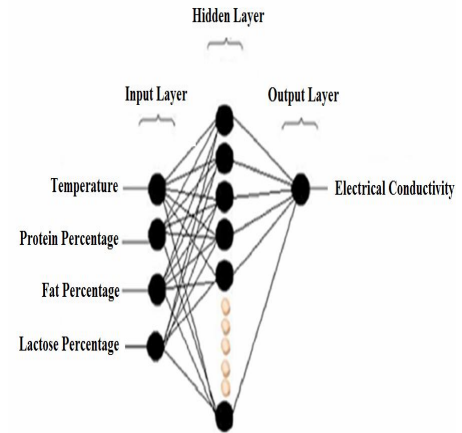 Hidden Layer
Input Layer
Output Layer
Temperature
Electrical Conductivity
Protein Percentage
Fat Percentage
Lactose Percentage